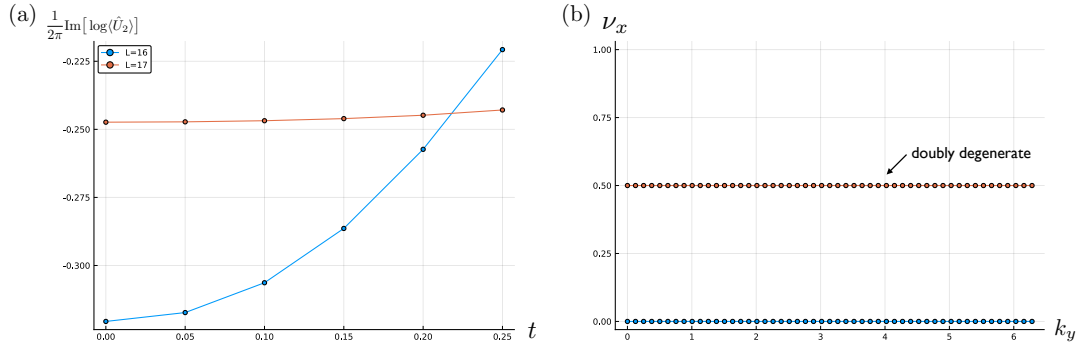 (a) 1/2π Im[log⟨Û₂⟩]
L=16
L=17
-0.225
-0.250
-0.275
-0.300
0.00 0.05 0.10 0.15 0.20 0.25 t
(b) νₓ
1.00
0.75
doubly degenerate
0.50
0.25
0.00
0 1 2 3 4 5 6 k_y